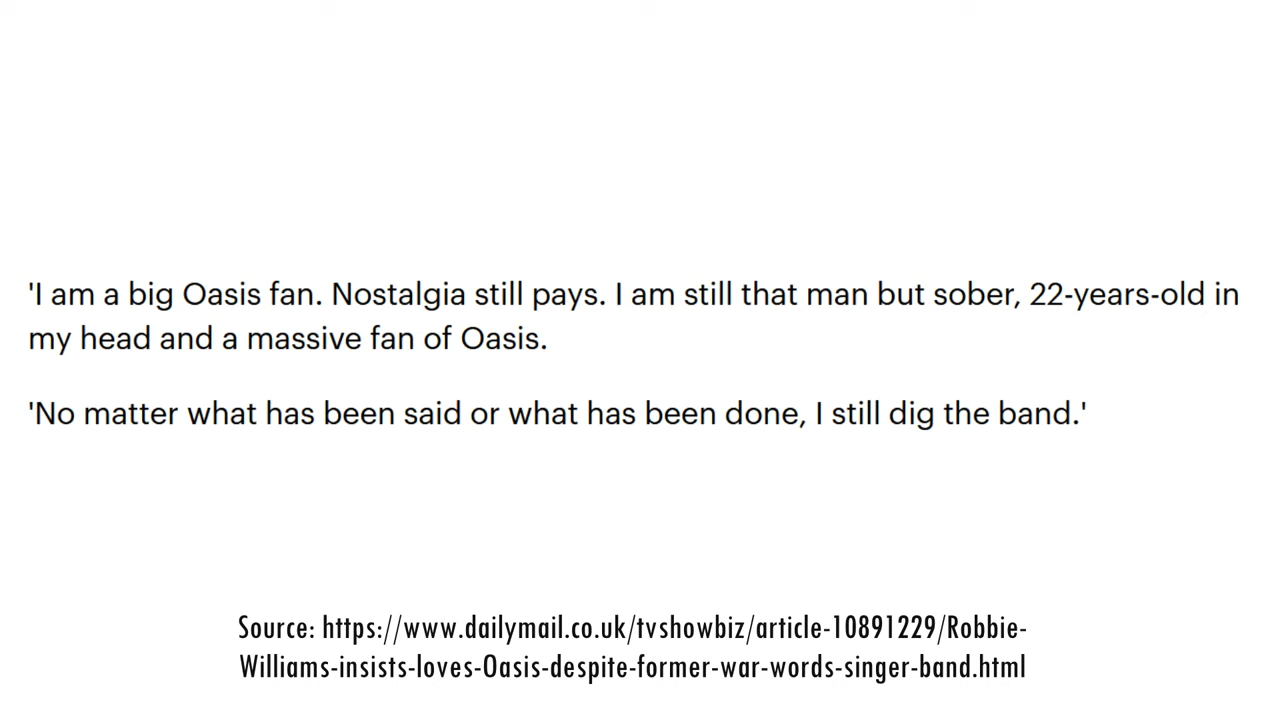 'I am a big Oasis fan. Nostalgia still pays. I am still that man but sober, 22-years-old in
my head and a massive fan of Oasis.
'No matter what has been said or what has been done, I still dig the band.'
Source: https://www.dailymail.co.uk/tvshowbiz/article-10891229/Robbie-
Williams-insists-loves-Oasis-despite-former-war-words-singer-band.html